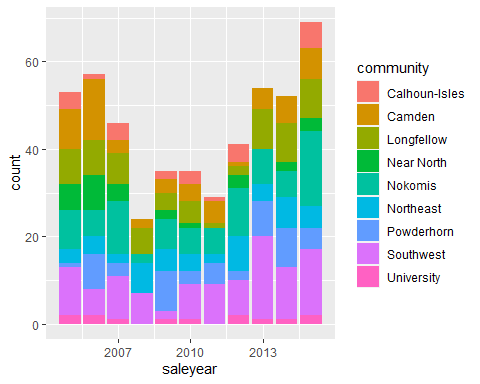 60
40
20
0
count
2007
2010
2013
saleyear
community
Calhoun-Isles
Camden
Longfellow
Near North
Nokomis
Northeast
Powderhorn
Southwest
University